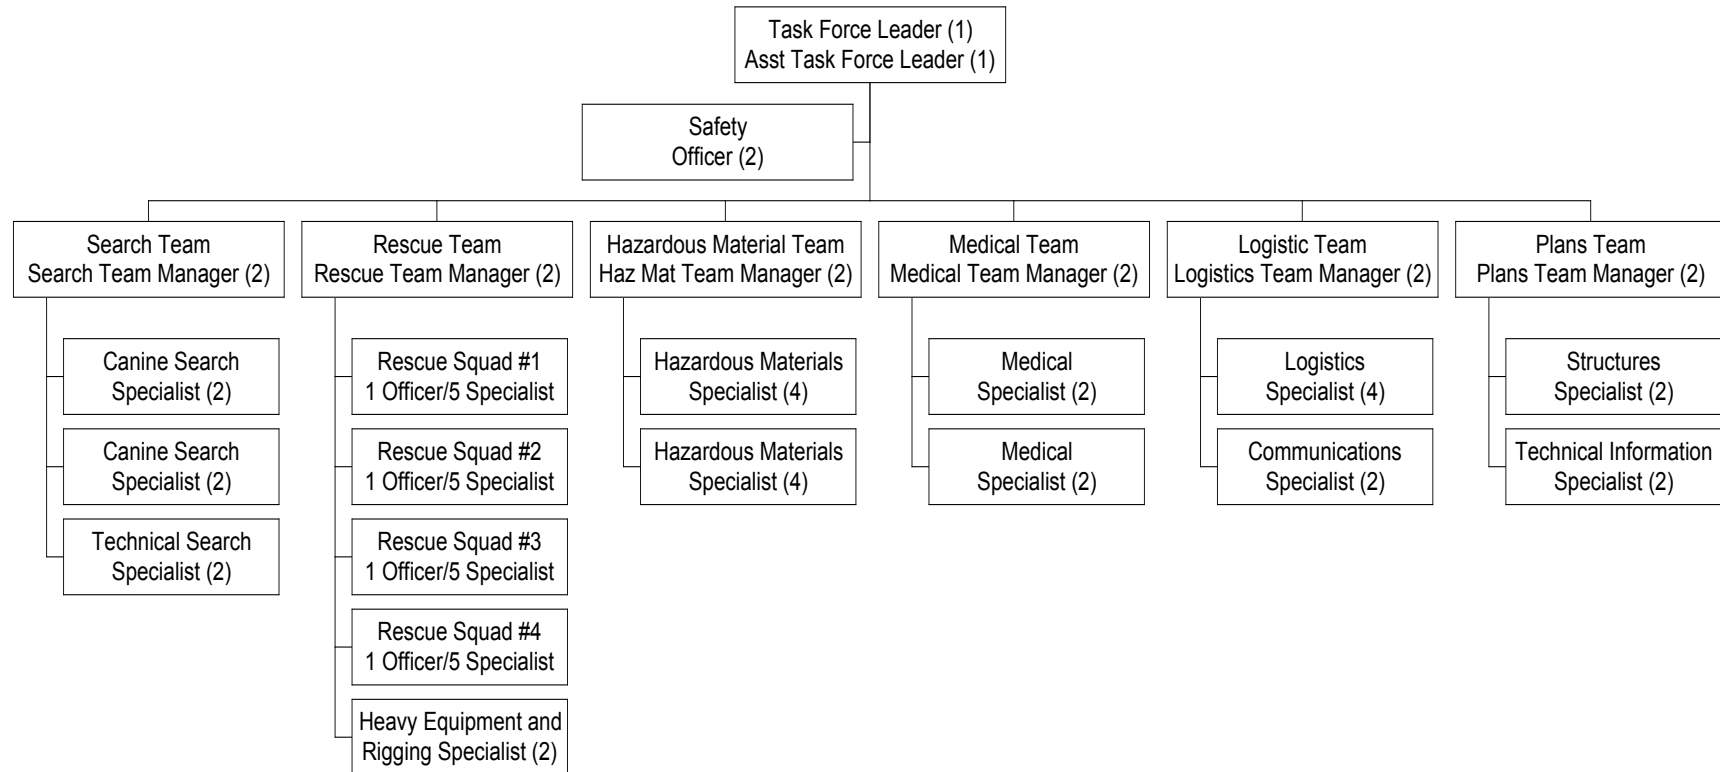 Task Force Leader (1)
Asst Task Force Leader (1)
Safety
Officer (2)
Search Team
Search Team Manager (2)
Rescue Team
Rescue Team Manager (2)
Hazardous Material Team
Haz Mat Team Manager (2)
Medical Team
Medical Team Manager (2)
Logistic Team
Logistics Team Manager (2)
Plans Team
Plans Team Manager (2)
Canine Search
Specialist (2)
Canine Search
Specialist (2)
Technical Search
Specialist (2)
Rescue Squad #1
1 Officer/5 Specialist
Rescue Squad #2
1 Officer/5 Specialist
Rescue Squad #3
1 Officer/5 Specialist
Rescue Squad #4
1 Officer/5 Specialist
Heavy Equipment and
Rigging Specialist (2)
Hazardous Materials
Specialist (4)
Hazardous Materials
Specialist (4)
Medical
Specialist (2)
Medical
Specialist (2)
Logistics
Specialist (4)
Communications
Specialist (2)
Structures
Specialist (2)
Technical Information
Specialist (2)